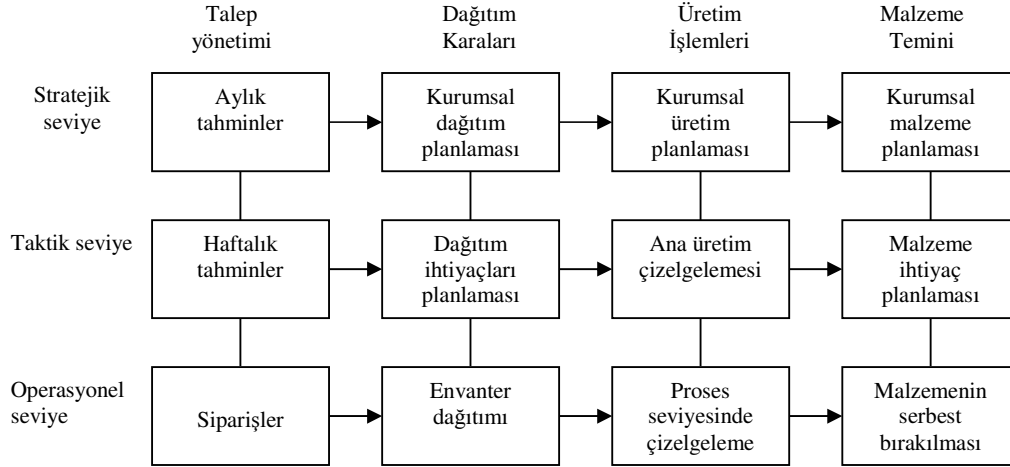 Talep
yönetimi
Dağıtım
Karaları
Üretim
İşlemleri
Malzeme
Temini
Stratejik
seviye
Aylık
tahminler
Kurumsal
dağıtım
planlaması
Kurumsal
üretim
planlaması
Kurumsal
malzeme
planlaması
Taktik seviye
Haftalık
tahminler
Dağıtım
ihtiyaçları
planlaması
Ana üretim
çizelgelemesi
Malzeme
ihtiyaç
planlaması
Operasyonel
seviye
Siparişler
Envanter
dağıtımı
Proses
seviyesinde
çizelgeleme
Malzemenin
serbest
bırakılması